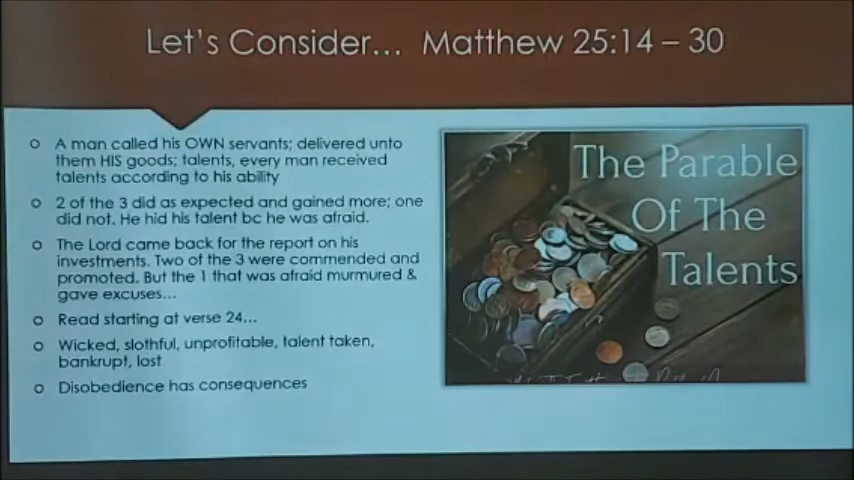 Let's Consider... Matthew 25:14 – 30
A man called his OWN servants; delivered unto
them HIS goods; talents, every man received
talents according to his ability
2 of the 3 did as expected and gained more; one
did not. He hid his talent bc he was afraid.
The Lord came back for the report on his
investments. Two of the 3 were commended and
promoted. But the 1 that was afraid murmured &
gave excuses...
Read starting at verse 24...
Wicked, slothful, unprofitable, talent taken,
bankrupt, lost
Disobedience has consequences
The Parable
Of The
Talents